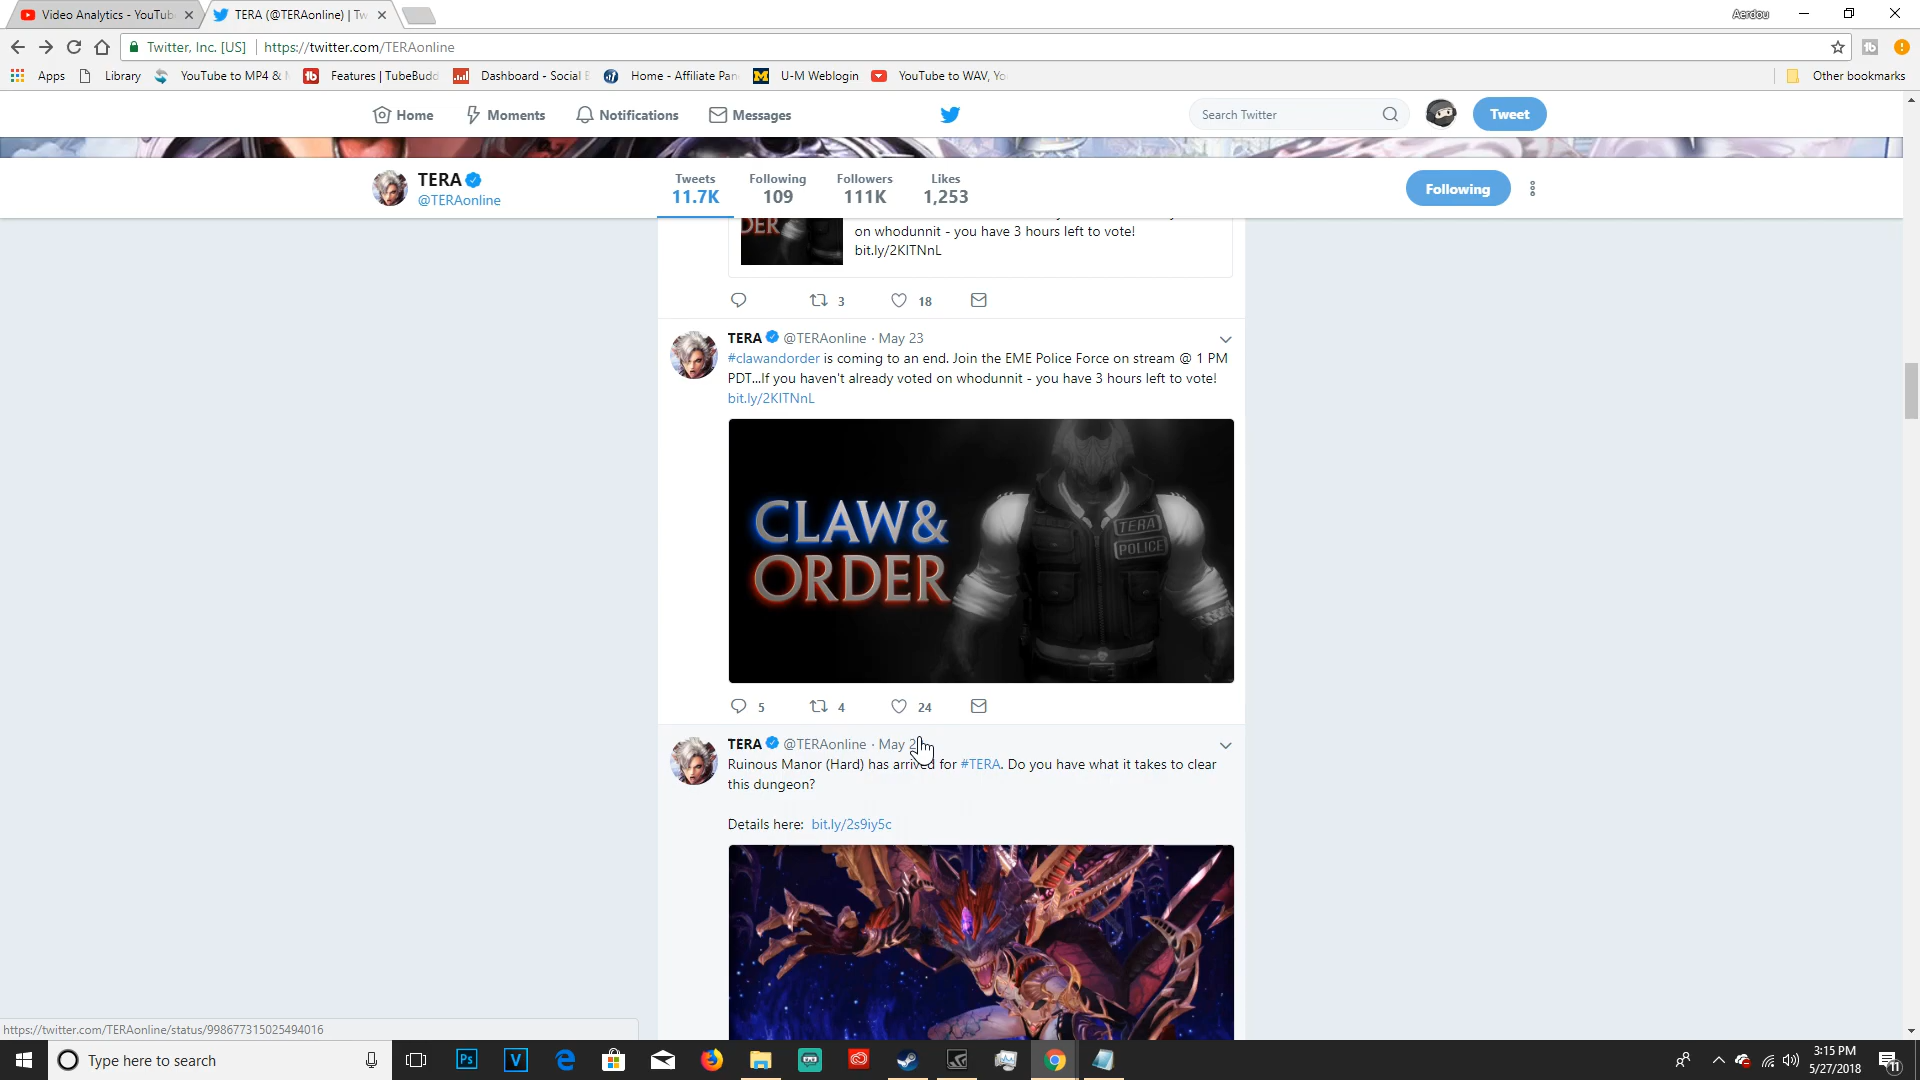 Video Analytics - YouTub
TERA (@TERAonline) | Tw
Aerdou
Twitter, Inc. [US]
https://twitter.com/TERAonline
Apps
Library
YouTube to MP4 &
Features | TubeBudd
Dashboard - Social
Home - Affiliate Pan
U-M Weblogin
YouTube to WAV, Yo
Other bookmarks
Home
Moments
Notifications
Messages
Search Twitter
Tweet
TERA
@TERAonline
Tweets
11.7K
Following
109
Followers
111K
Likes
1,253
Following
DER
on whodunnit - you have 3 hours left to vote!
bit.ly/2KITNnL
3
18
TERA @TERAonline · May 23
#clawandorder is coming to an end. Join the EME Police Force on stream @ 1 PM
PDT...If you haven't already voted on whodunnit - you have 3 hours left to vote!
bit.ly/2KITNnL
CLAW&
ORDER
TERA
POLICE
5
4
24
TERA @TERAonline · May 2
Ruinous Manor (Hard) has arrived for #TERA. Do you have what it takes to clear
this dungeon?
Details here: bit.ly/2s9iy5c
https://twitter.com/TERAonline/status/998677315025494016
Type here to search
Ps
V
3:15 PM
5/27/2018
11